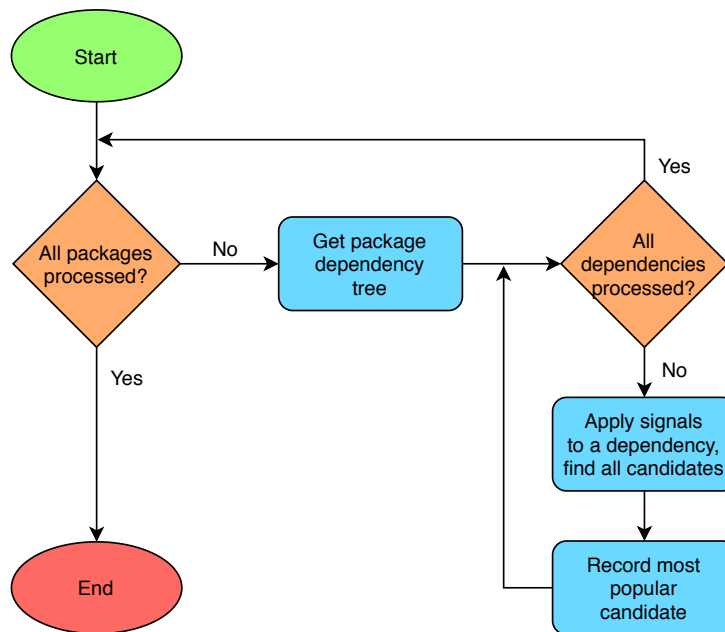 Start
Yes
All packages
processed?
No
Get package
dependency
tree
All
dependencies
processed?
Yes
No
Apply signals
to a dependency,
find all candidates
End
Record most
popular
candidate